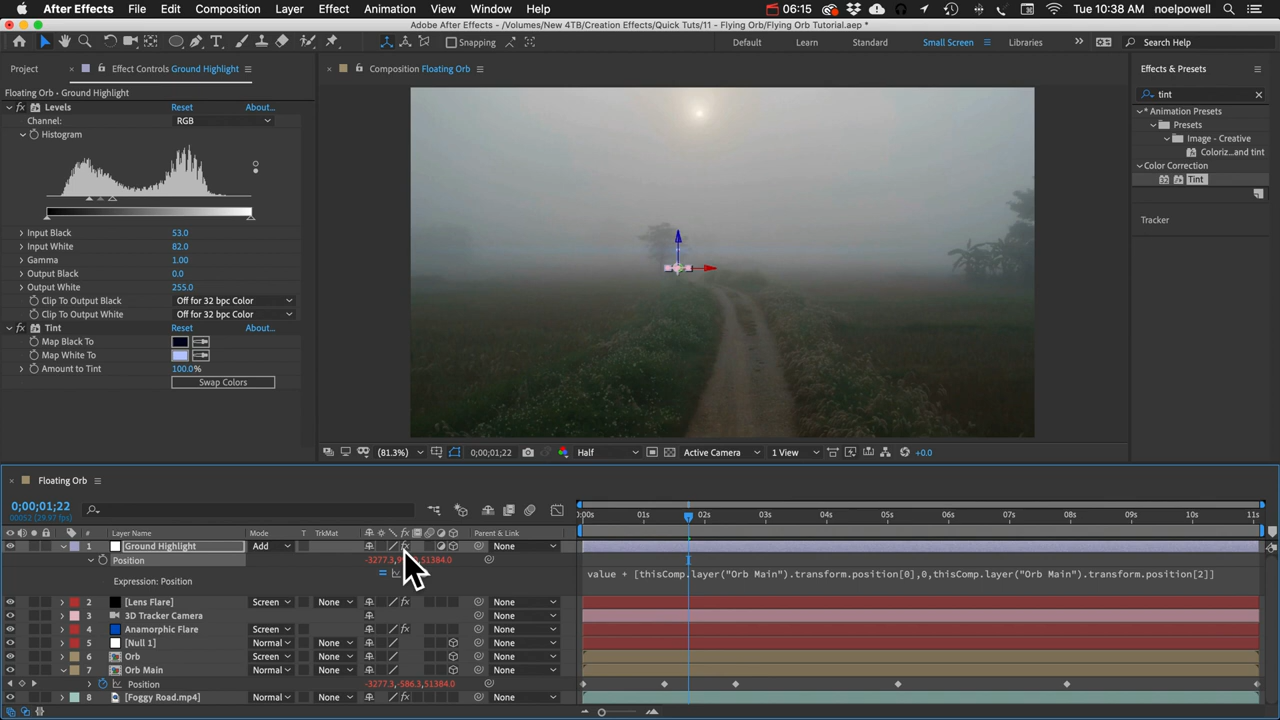 After Effects File Edit Composition Layer Effect Animation View Window Help 06:15 Tue 10:38 AM noelpowell
Adobe After Effects - /Volumes/New 4TB/Creation Effects/Quick Tuts/11 - Flying Orb/Flying Orb Tutorial.aep *
Snapping Default Learn Standard Small Screen Libraries Search Help
Project Effect Controls Ground Highlight Composition Floating Orb Effects & Presets
Floating Orb • Ground Highlight
tint
Levels Reset About...
Channel: RGB
Histogram
* Animation Presets
Presets
Image - Creative
Coloriz...and tint
Color Correction
32 Tint
Tracker
Input Black 53.0
Input White 82.0
Gamma 1.00
Output Black 0.0
Output White 255.0
Clip To Output Black Off for 32 bpc Color
Clip To Output White Off for 32 bpc Color
fx Tint Reset About...
Map Black To
Map White To
Amount to Tint 100.0%
Swap Colors
(81.3%) 0;00;01;22 Half Active Camera 1 View +0.0
Floating Orb
0;00;01;22
00052 (29.97 fps)
:00s 01s 02s 03s 04s 05s 06s 07s 08s 09s 10s 11s
# Layer Name Mode T TrkMat fx Parent & Link
1 Ground Highlight Add fx None
Position -3277.3, 51384.0
Expression: Position value + [thisComp.layer("Orb Main").transform.position[0],0,thisComp.layer("Orb Main").transform.position[2]]
2 [Lens Flare] Screen None fx None
3 3D Tracker Camera None
4 Anamorphic Flare Screen None fx None
5 [Null 1] Normal None None
6 Orb Screen None None
7 Orb Main Normal None None
Position -3277.3,-586.3,51384.0
8 [Foggy Road.mp4] Normal None fx None